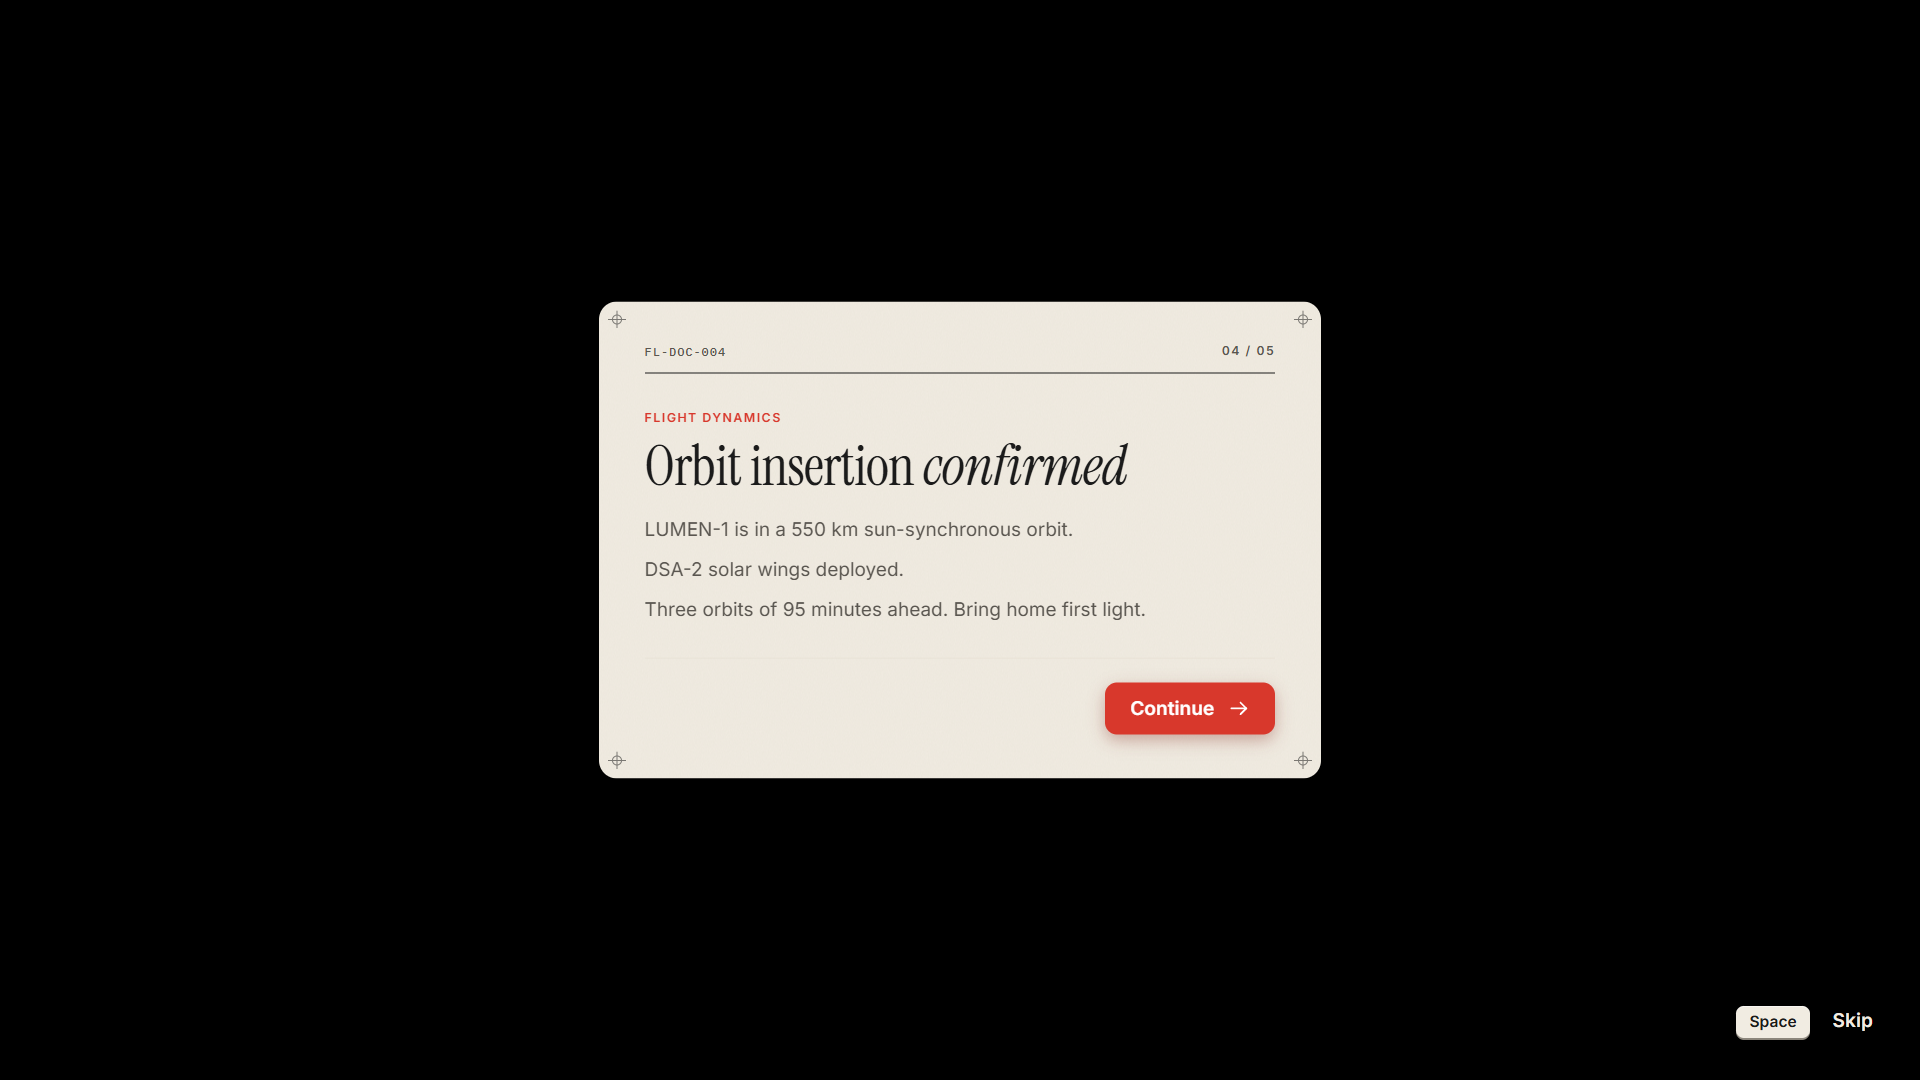 FL-DOC-004
04 / 05
FLIGHT DYNAMICS
Orbit insertion confirmed
LUMEN-1 is in a 550 km sun-synchronous orbit.
DSA-2 solar wings deployed.
Three orbits of 95 minutes ahead. Bring home first light.
Continue
Space
Skip